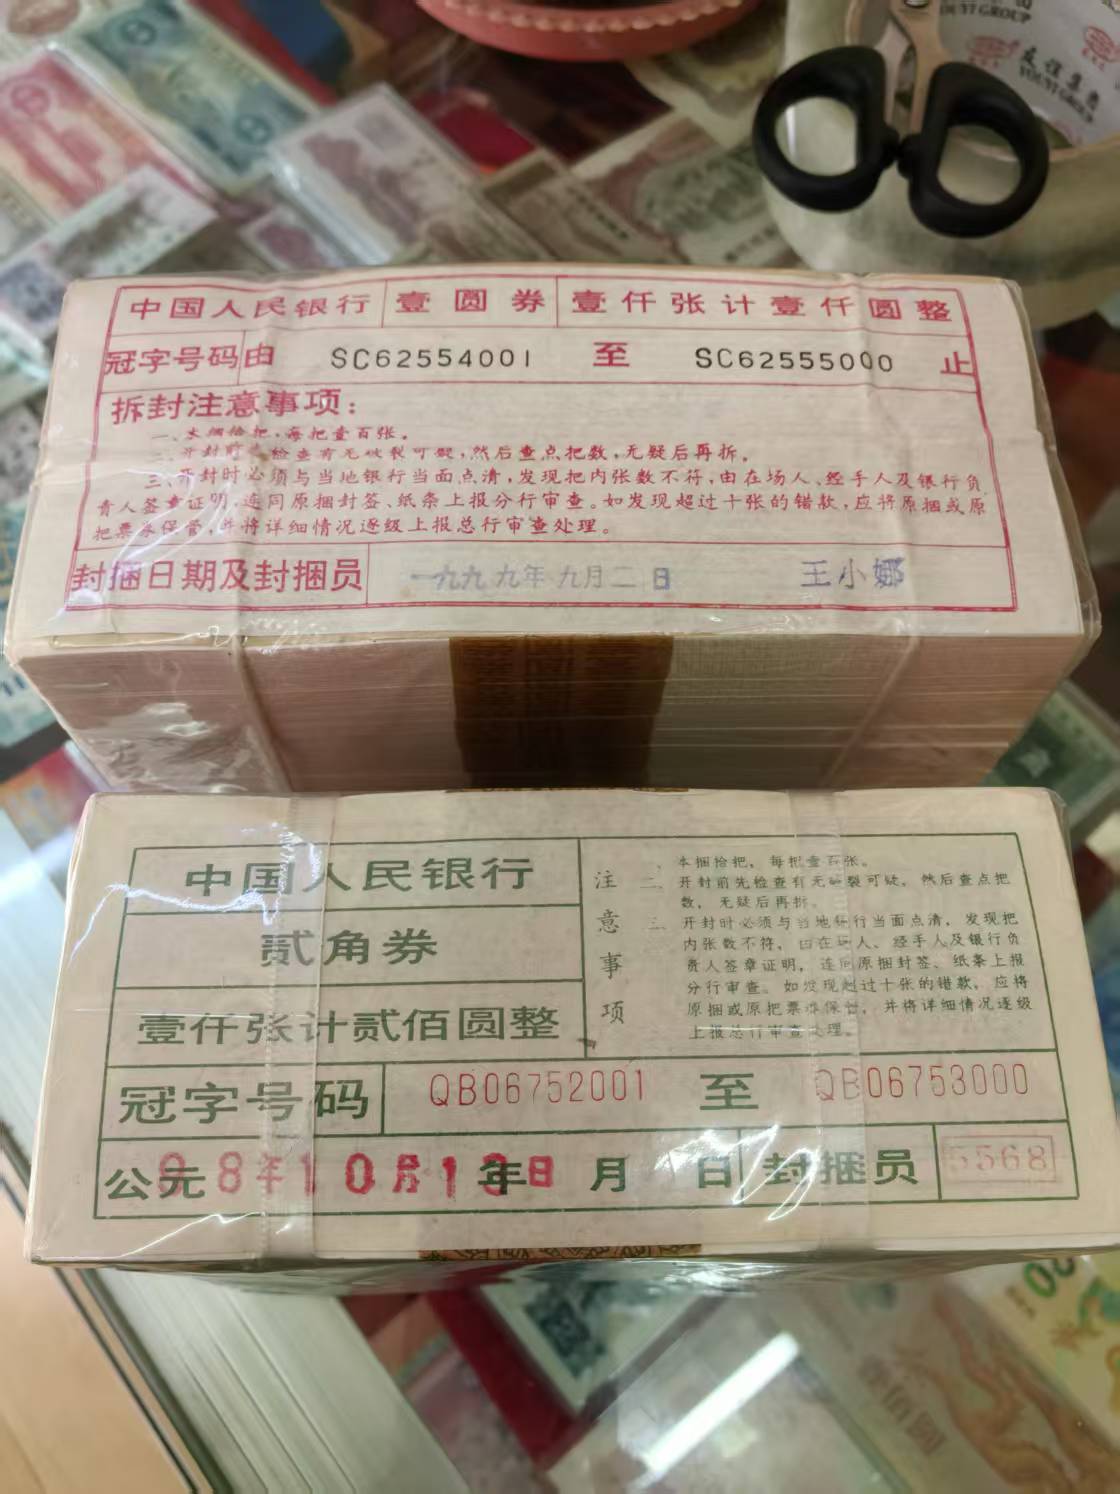 友谊集团
YOUYI GROUP
中国人民银行 壹圆券 壹仟张计壹仟圆整
冠字号码由 SC62554001 至 SC62555000 止
拆封注意事项:
一、本捆恰把,每把壹百张。
二、开封前先检查有无破裂可疑,然后查点把数,无疑后再拆。
三、开封时必须与当地银行当面点清,发现把内张数不符,由在场人、经手人及银行负
责人签章证明,连同原捆封签、纸条上报分行审查。如发现超过十张的错款,应将原捆或原
把票券保管,并将详细情况逐级上报总行审查处理。
封捆日期及封捆员 一九九九年九月二日 王小娜
中国人民银行
贰角券
壹仟张计贰佰圆整
注意事项
一、本捆恰把,每把壹百张。
二、开封前先检查有无破裂可疑,然后查点把
数,无疑后再拆。
三、开封时必须与当地银行当面点清,发现把
内张数不符,由在场人、经手人及银行负
责人签章证明,连同原捆封签、纸条上报
分行审查。如发现超过十张的错款,应将
原捆或原把票券保管,并将详细情况逐级
上报总行审查处理。
冠字号码 QB06752001 至 QB06753000
公元 98年10月13日 年 月 日 封捆员 5568